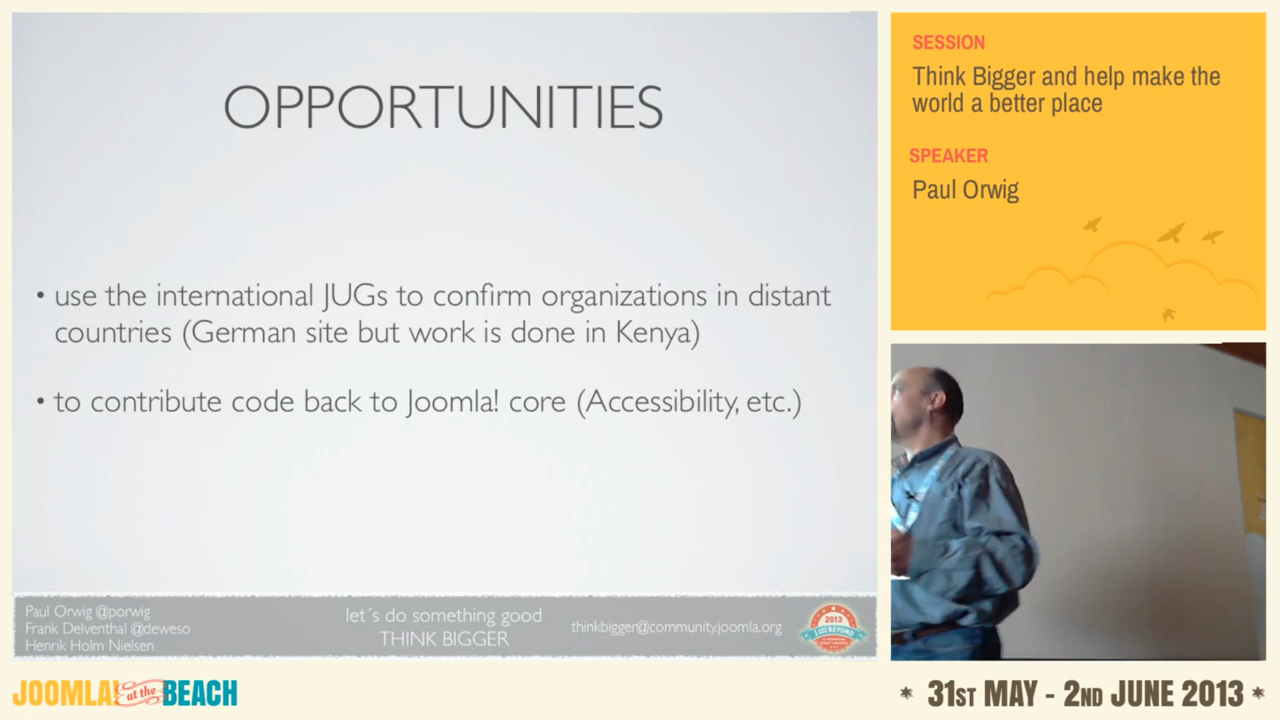 OPPORTUNITIES
• use the international JUGs to confirm organizations in distant
countries (German site but work is done in Kenya)
• to contribute code back to Joomla! core (Accessibility, etc.)
Paul Orwig @porwig
Frank Delventhal @deweso
Henrik Holm Nielsen
let´s do something good
THINK BIGGER
thinkbigger@community.joomla.org
2013
J AND BEYOND
SESSION
Think Bigger and help make the
world a better place
SPEAKER
Paul Orwig
JOOMLA! at the BEACH
* 31ST MAY - 2ND JUNE 2013 *